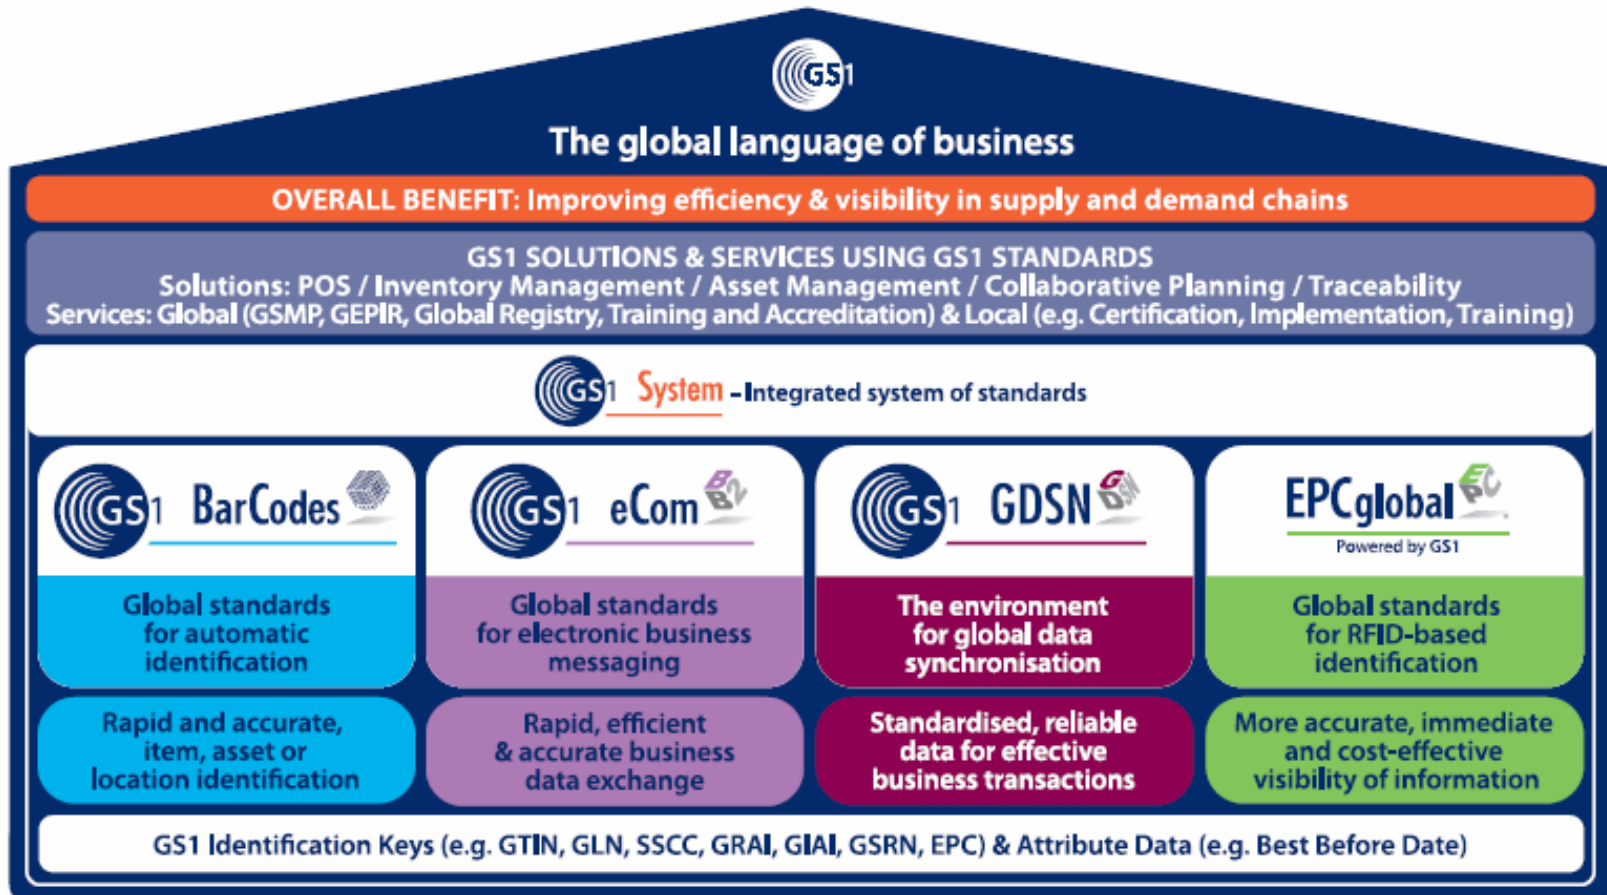 GS1
The global language of business
OVERALL BENEFIT: Improving efficiency & visibility in supply and demand chains
GS1 SOLUTIONS & SERVICES USING GS1 STANDARDS
Solutions: POS / Inventory Management / Asset Management / Collaborative Planning / Traceability
Services: Global (GSMP, GEPIR, Global Registry, Training and Accreditation) & Local (e.g. Certification, Implementation, Training)
GS1 System – Integrated system of standards
GS1 BarCodes
Global standards
for automatic
identification
Rapid and accurate,
item, asset or
location identification
GS1 eCom B B2
Global standards
for electronic business
messaging
Rapid, efficient
& accurate business
data exchange
GS1 GDSN GDSN
The environment
for global data
synchronisation
Standardised, reliable
data for effective
business transactions
EPCglobal EPC
Powered by GS1
Global standards
for RFID-based
identification
More accurate, immediate
and cost-effective
visibility of information
GS1 Identification Keys (e.g. GTIN, GLN, SSCC, GRAI, GIAI, GSRN, EPC) & Attribute Data (e.g. Best Before Date)